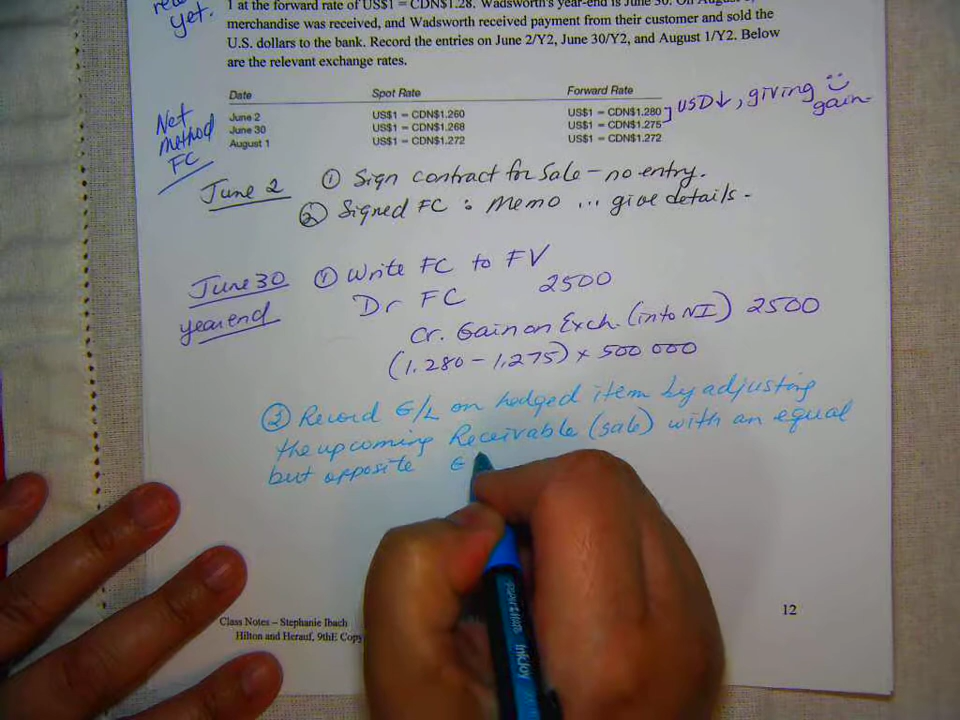 yet.
1 at the forward rate of US$1 = CDN$1.28. Wadsworth's year-end is June 30. On August
merchandise was received, and Wadsworth received payment from their customer and sold the
U.S. dollars to the bank. Record the entries on June 2/Y2, June 30/Y2, and August 1/Y2. Below
are the relevant exchange rates.
Date Spot Rate Forward Rate
June 2 US$1 = CDN$1.260 US$1 = CDN$1.280
June 30 US$1 = CDN$1.268 US$1 = CDN$1.275
August 1 US$1 = CDN$1.272 US$1 = CDN$1.272
USD↓, giving
gain
Net
method
FC
June 2 ① Sign contract for Sale - no entry.
② Signed FC : Memo ... give details.
June 30 ① Write FC to FV
year end Dr FC 2500
Cr. Gain on Exch. (into NI) 2500
(1.280 - 1.275) × 500 000
② Record G/L on hedged item by adjusting
the upcoming Receivable (sale) with an equal
but opposite G
Class Notes – Stephanie Ibach
Hilton and Herauf, 9thE Copy
12
SuperShots InkJoy